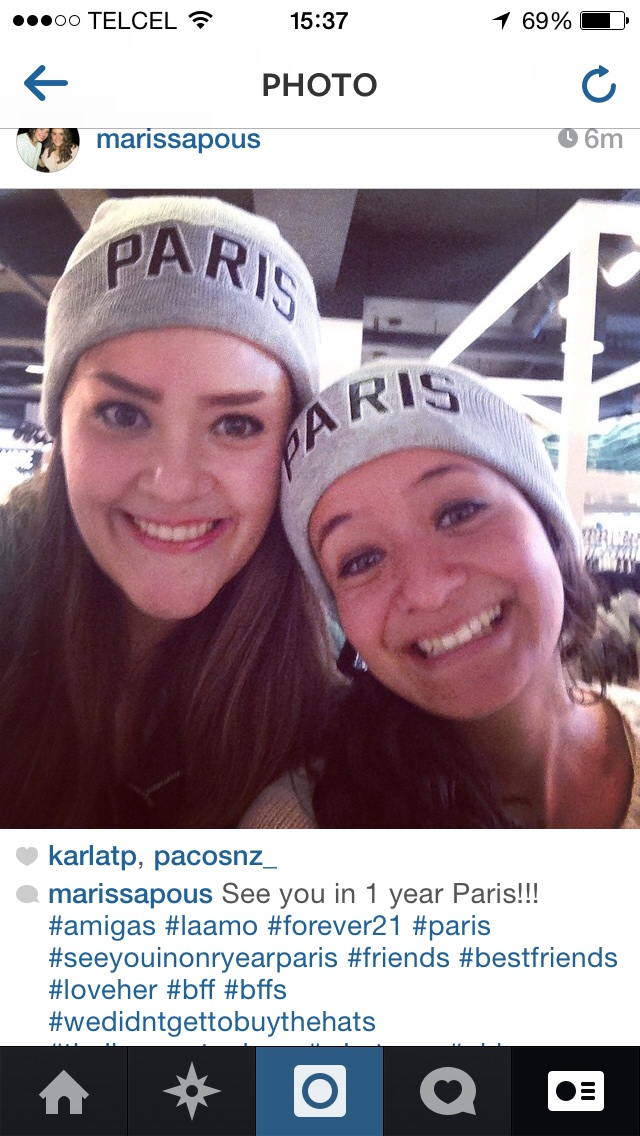 TELCEL 15:37 69%
PHOTO
marissapous 6m
PARIS
PARIS
karlatp, pacosnz_
marissapous See you in 1 year Paris!!!
#amigas #laamo #forever21 #paris
#seeyouinonryearparis #friends #bestfriends
#loveher #bff #bffs
#wedidntgettobuythehats